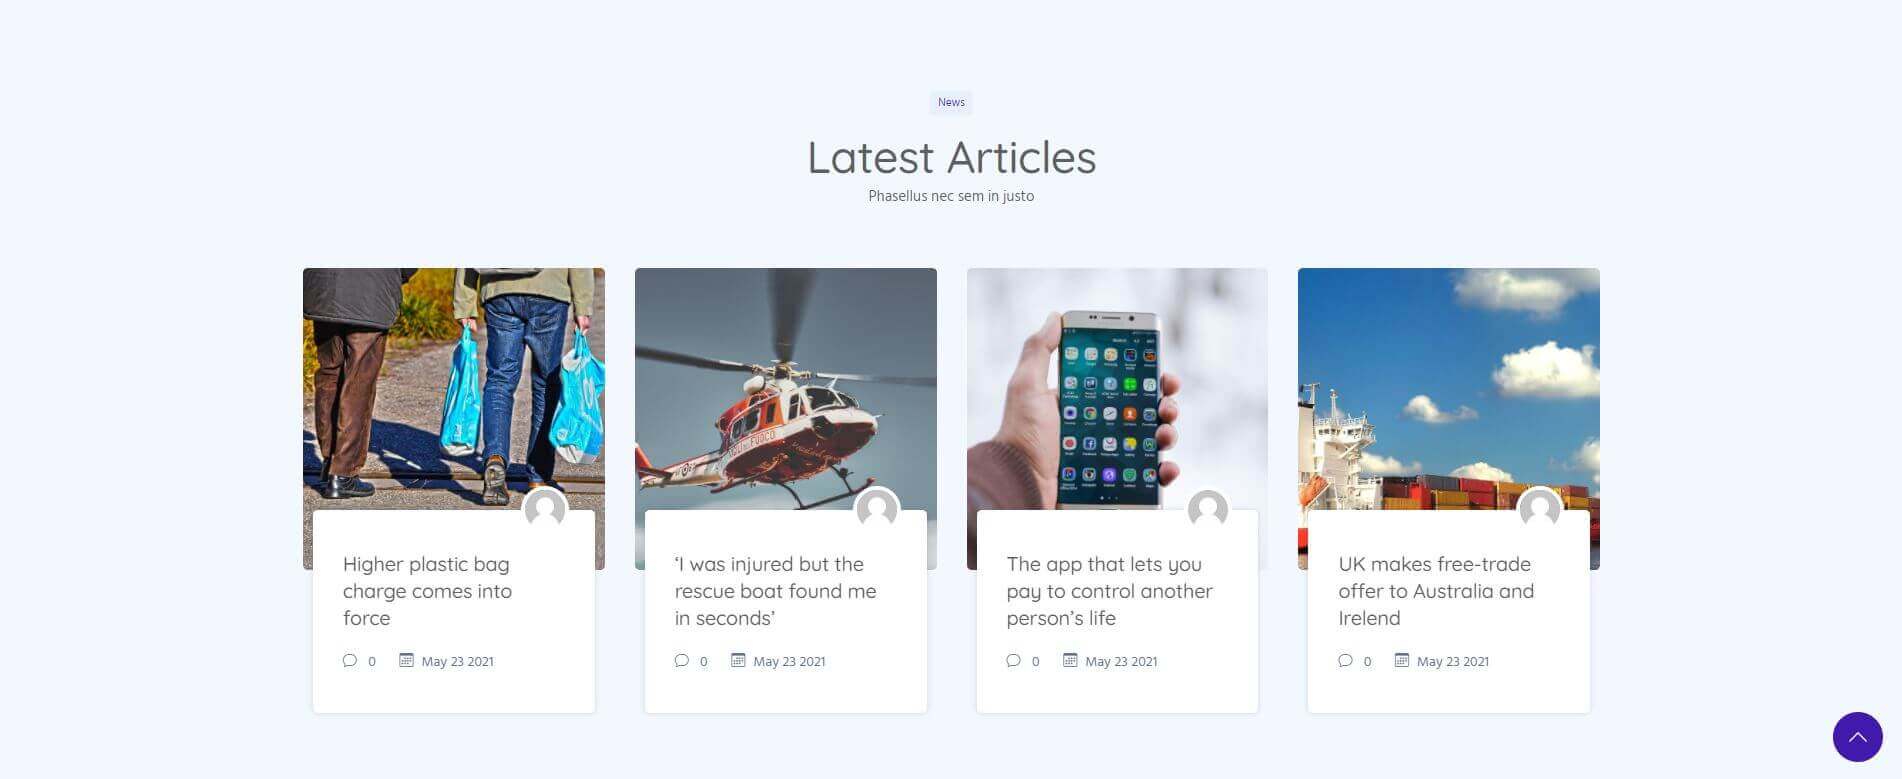 News
Latest Articles
Phasellus nec sem in justo
Higher plastic bag
charge comes into
force
0 May 23 2021
‘I was injured but the
rescue boat found me
in seconds’
0 May 23 2021
The app that lets you
pay to control another
person’s life
0 May 23 2021
UK makes free-trade
offer to Australia and
Irelend
0 May 23 2021